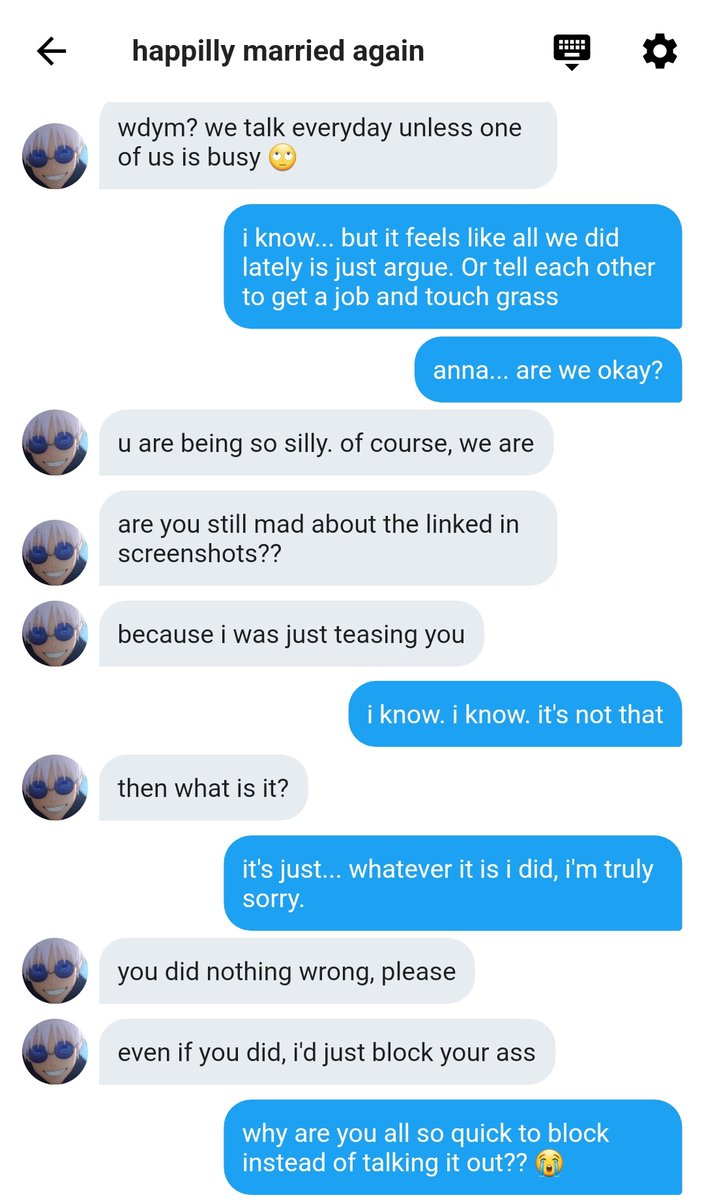 happilly married again
wdym? we talk everyday unless one
of us is busy 🙄
i know... but it feels like all we did
lately is just argue. Or tell each other
to get a job and touch grass
anna... are we okay?
u are being so silly. of course, we are
are you still mad about the linked in
screenshots??
because i was just teasing you
i know. i know. it's not that
then what is it?
it's just... whatever it is i did, i'm truly
sorry.
you did nothing wrong, please
even if you did, i'd just block your ass
why are you all so quick to block
instead of talking it out?? 😭